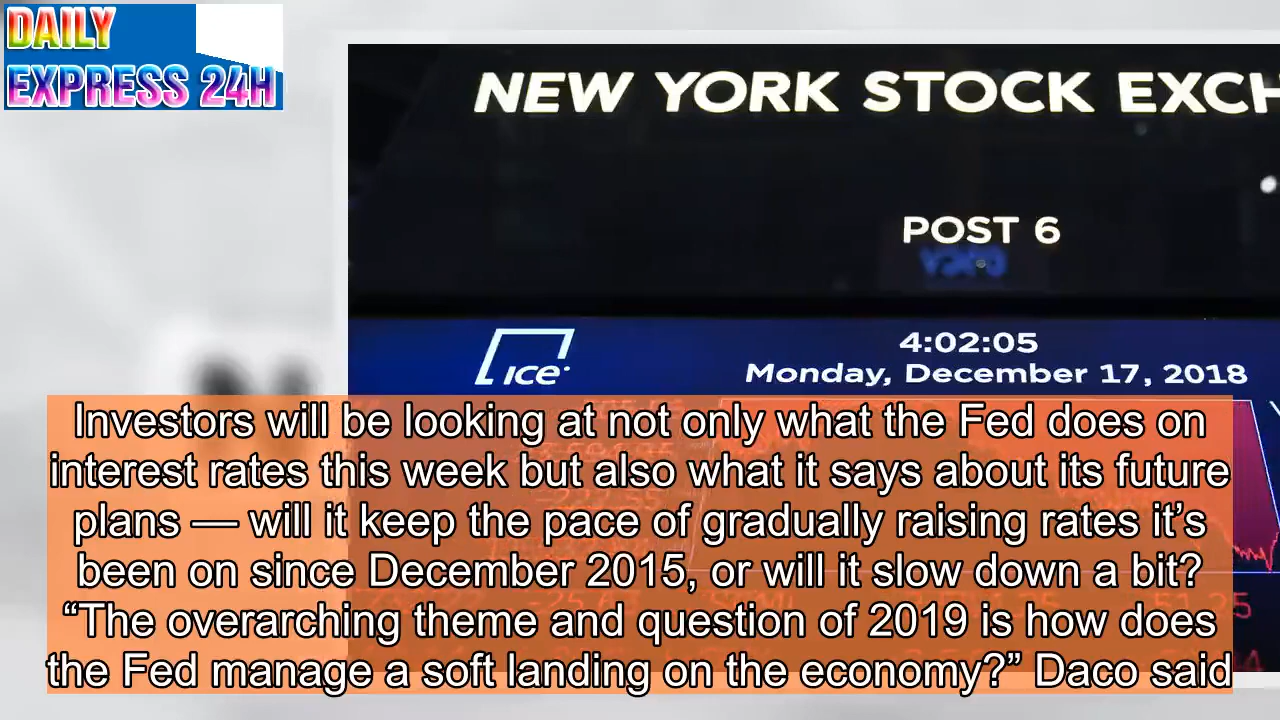 DAILY
EXPRESS 24H
NEW YORK STOCK EXCH
POST 6
ice
4:02:05
Monday, December 17, 2018
Investors will be looking at not only what the Fed does on
interest rates this week but also what it says about its future
plans — will it keep the pace of gradually raising rates it’s
been on since December 2015, or will it slow down a bit?
“The overarching theme and question of 2019 is how does
the Fed manage a soft landing on the economy?” Daco said